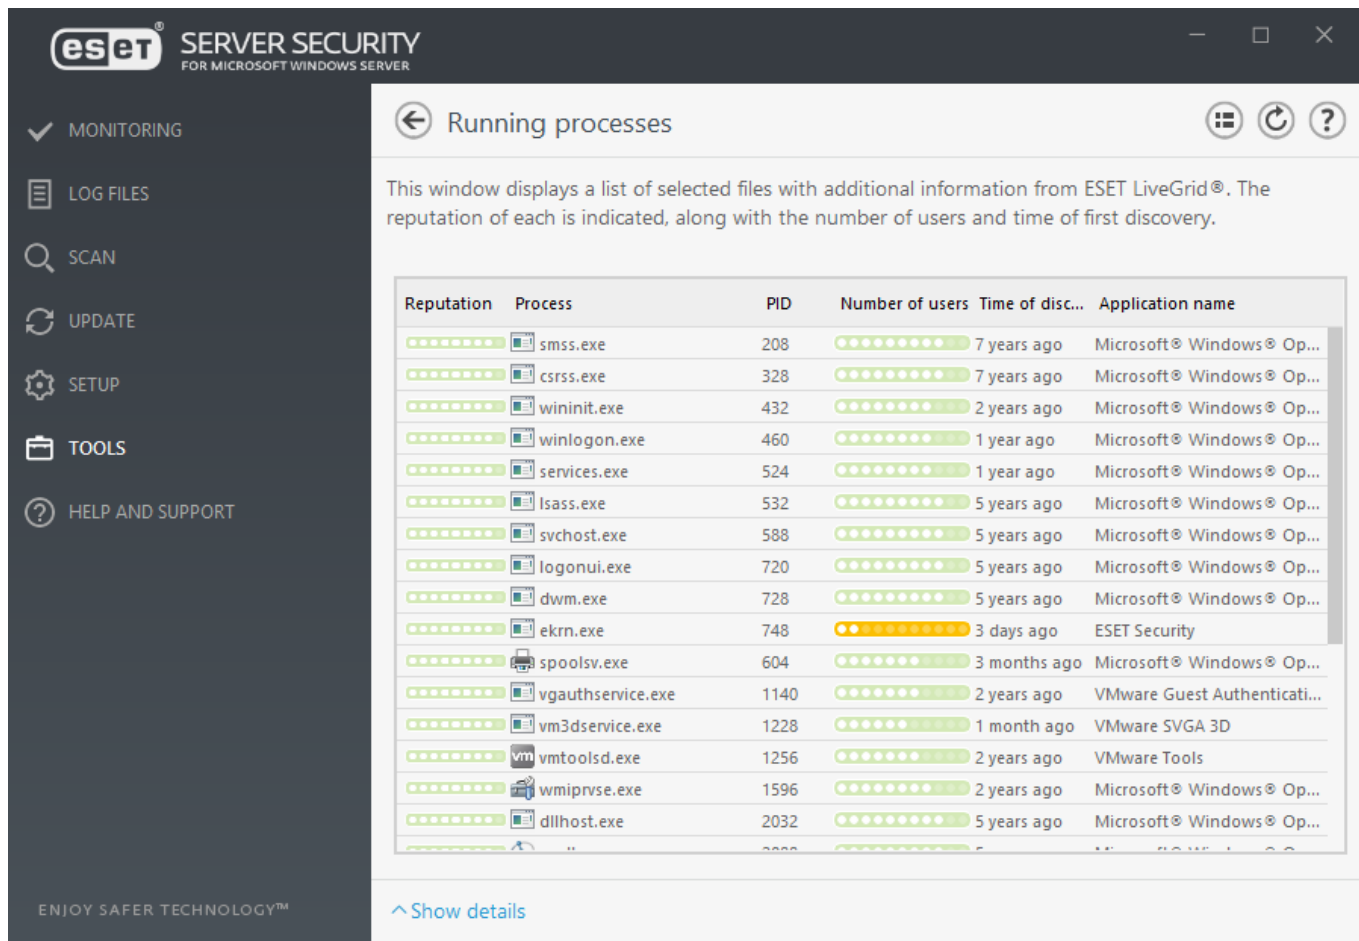 eseT® SERVER SECURITY
FOR MICROSOFT WINDOWS SERVER
MONITORING
LOG FILES
SCAN
UPDATE
SETUP
TOOLS
HELP AND SUPPORT
ENJOY SAFER TECHNOLOGY™
Running processes
?
This window displays a list of selected files with additional information from ESET LiveGrid®. The
reputation of each is indicated, along with the number of users and time of first discovery.
Reputation Process PID Number of users Time of disc... Application name
smss.exe 208 7 years ago Microsoft® Windows® Op...
csrss.exe 328 7 years ago Microsoft® Windows® Op...
wininit.exe 432 2 years ago Microsoft® Windows® Op...
winlogon.exe 460 1 year ago Microsoft® Windows® Op...
services.exe 524 1 year ago Microsoft® Windows® Op...
lsass.exe 532 5 years ago Microsoft® Windows® Op...
svchost.exe 588 5 years ago Microsoft® Windows® Op...
logonui.exe 720 5 years ago Microsoft® Windows® Op...
dwm.exe 728 5 years ago Microsoft® Windows® Op...
ekrn.exe 748 3 days ago ESET Security
spoolsv.exe 604 3 months ago Microsoft® Windows® Op...
vgauthservice.exe 1140 2 years ago VMware Guest Authenticati...
vm3dservice.exe 1228 1 month ago VMware SVGA 3D
vm vmtoolsd.exe 1256 2 years ago VMware Tools
wmiprvse.exe 1596 2 years ago Microsoft® Windows® Op...
dllhost.exe 2032 5 years ago Microsoft® Windows® Op...
Show details